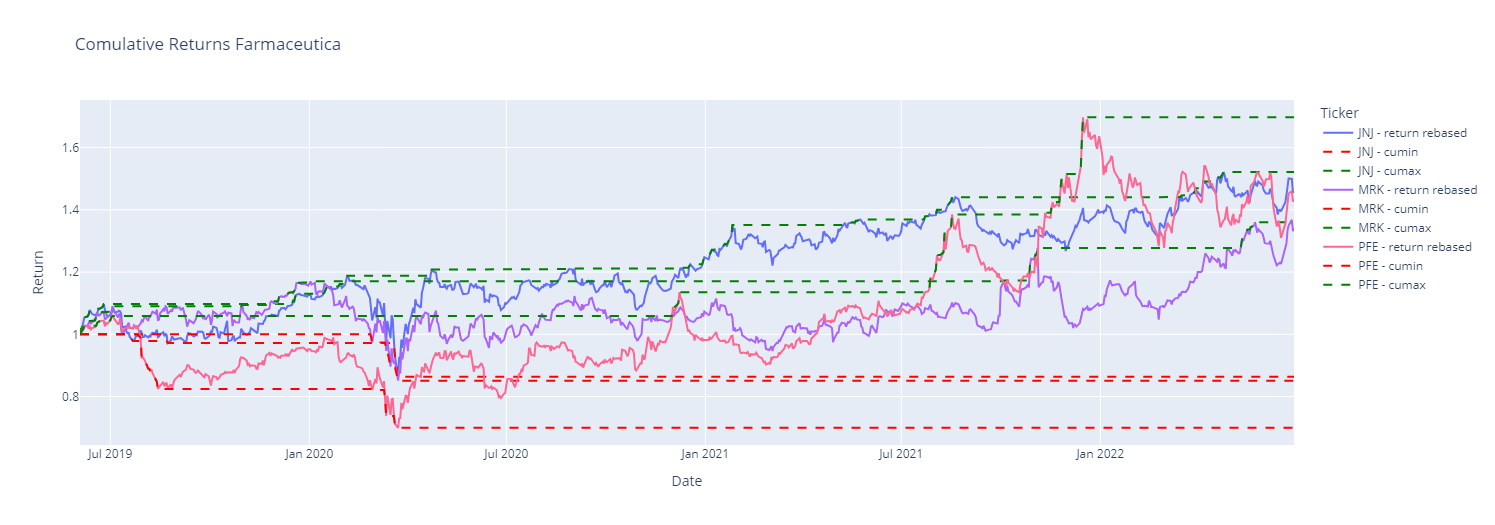 Comulative Returns Farmaceutica
Ticker
JNJ - return rebased
JNJ - cumin
JNJ - cumax
MRK - return rebased
MRK - cumin
MRK - cumax
PFE - return rebased
PFE - cumin
PFE - cumax
Return
1.6
1.4
1.2
1
0.8
Jul 2019
Jan 2020
Jul 2020
Jan 2021
Jul 2021
Jan 2022
Date